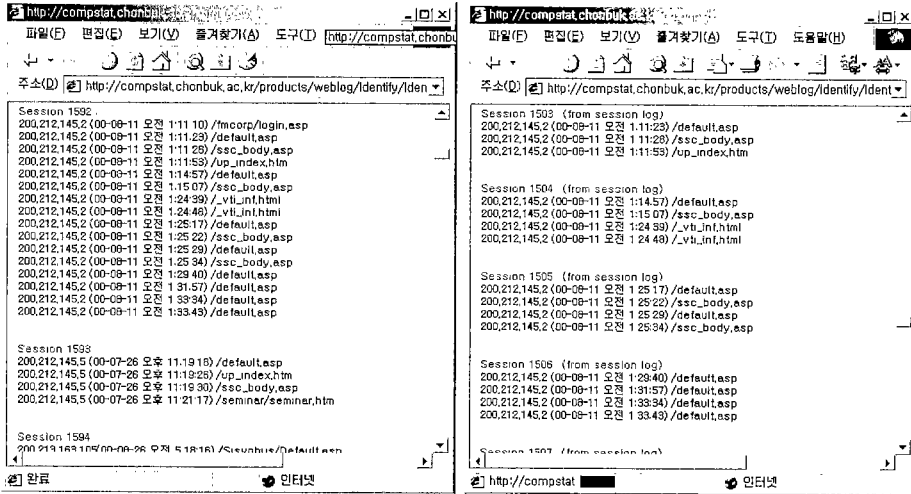 http://compstat.chonbuk
파일(F) 편집(E) 보기(V) 즐겨찾기(A) 도구(T) http://compstat.chonbu
주소(D) http://compstat.chonbuk.ac.kr/products/weblog/Identify/Iden
Session 1592
200.212.145.2 (00-08-11 오전 1:11 10) /fmcorp/login.asp
200.212.145.2 (00-08-11 오전 1:11:23) /default.asp
200.212.145.2 (00-08-11 오전 1:11 28) /ssc_body.asp
200.212.145.2 (00-08-11 오전 1:11:53) /up_index.htm
200.212.145.2 (00-08-11 오전 1:14:57) /default.asp
200.212.145.2 (00-08-11 오전 1:15 07) /ssc_body.asp
200.212.145.2 (00-08-11 오전 1:24:39) /_vti_inf.html
200.212.145.2 (00-08-11 오전 1:24:48) /_vti_inf.html
200.212.145.2 (00-08-11 오전 1:25:17) /default.asp
200.212.145.2 (00-08-11 오전 1:25 22) /ssc_body.asp
200.212.145.2 (00-08-11 오전 1:25 29) /default.asp
200.212.145.2 (00-08-11 오전 1:25 34) /ssc_body.asp
200.212.145.2 (00-08-11 오전 1:29 40) /default.asp
200.212.145.2 (00-08-11 오전 1 31.57) /default.asp
200.212.145.2 (00-08-11 오전 1 33:34) /default.asp
200.212.145.2 (00-08-11 오전 1:33.43) /default.asp
Session 1593
200.212.145.5 (00-07-26 오후 11:19 18) /default.asp
200.212.145.5 (00-07-26 오후 11:19:26) /up_index.htm
200.212.145.5 (00-07-26 오후 11:19 30) /ssc_body.asp
200.212.145.5 (00-07-26 오후 11:21:17) /seminar/seminar.htm
Session 1594
200.213.163.105(00-08-26 오전 5:18:16) /Sisyphus/Default.asp
완료 인터넷
http://compstat.chonbuk.ac
파일(F) 편집(E) 보기(V) 즐겨찾기(A) 도구(T) 도움말(H)
주소(D) http://compstat.chonbuk.ac.kr/products/weblog/Identify/Ident
Session 1503 (from session log)
200.212.145.2 (00-08-11 오전 1.11:23) /default.asp
200.212.145.2 (00-08-11 오전 1 11:28) /ssc_body.asp
200.212.145.2 (00-08-11 오전 1:11:53) /up_index.htm
Session 1504 (from session log)
200.212.145.2 (00-08-11 오전 1:14.57) /default.asp
200.212.145.2 (00-08-11 오전 1:15 07) /ssc_body.asp
200.212.145.2 (00-08-11 오전 1:24 39) /_vti_inf.html
200.212.145.2 (00-08-11 오전 1 24 48) /_vti_inf.html
Session 1505 (from session log)
200.212.145.2 (00-08-11 오전 1 25 17) /default.asp
200.212.145.2 (00-08-11 오전 1 25:22) /ssc_body.asp
200.212.145.2 (00-08-11 오전 1 25 29) /default.asp
200.212.145.2 (00-08-11 오전 1 25:34) /ssc_body.asp
Session 1506 (from session log)
200.212.145.2 (00-08-11 오전 1:29:40) /default.asp
200.212.145.2 (00-08-11 오전 1:31:57) /default.asp
200.212.145.2 (00-08-11 오전 1:33:34) /default.asp
200.212.145.2 (00-08-11 오전 1 33.43) /default.asp
Session 1507 (from session log)
http://compstat 인터넷